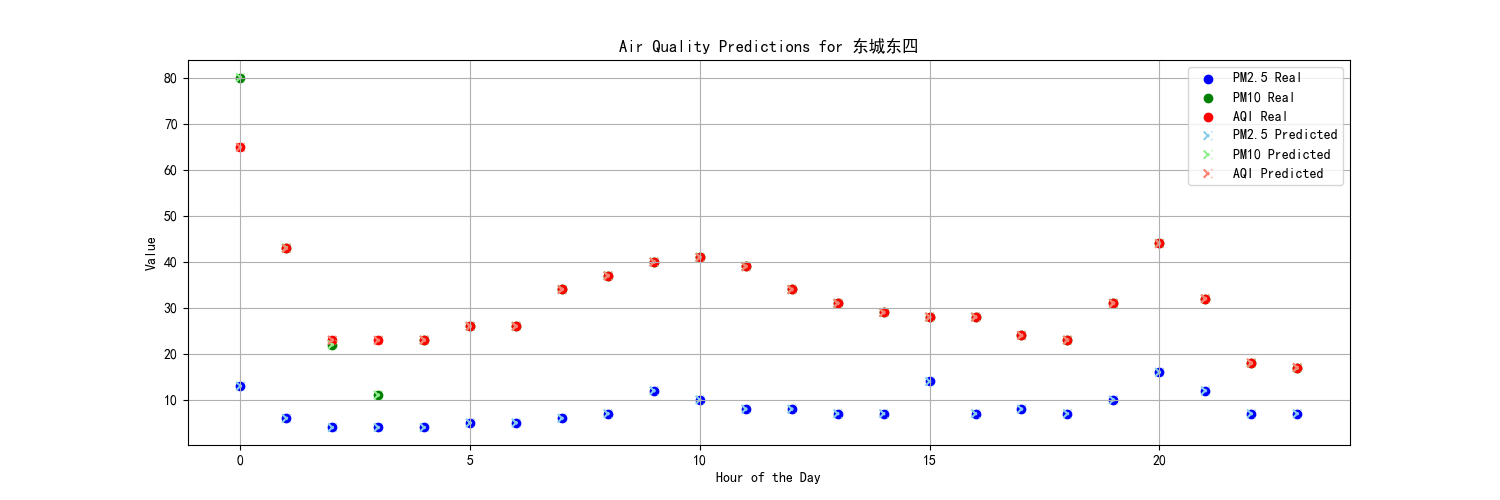 Air Quality Predictions for 东城东四
80
70
60
50
40
30
20
10
Value
0
5
10
15
20
Hour of the Day
PM2.5 Real
PM10 Real
AQI Real
PM2.5 Predicted
PM10 Predicted
AQI Predicted